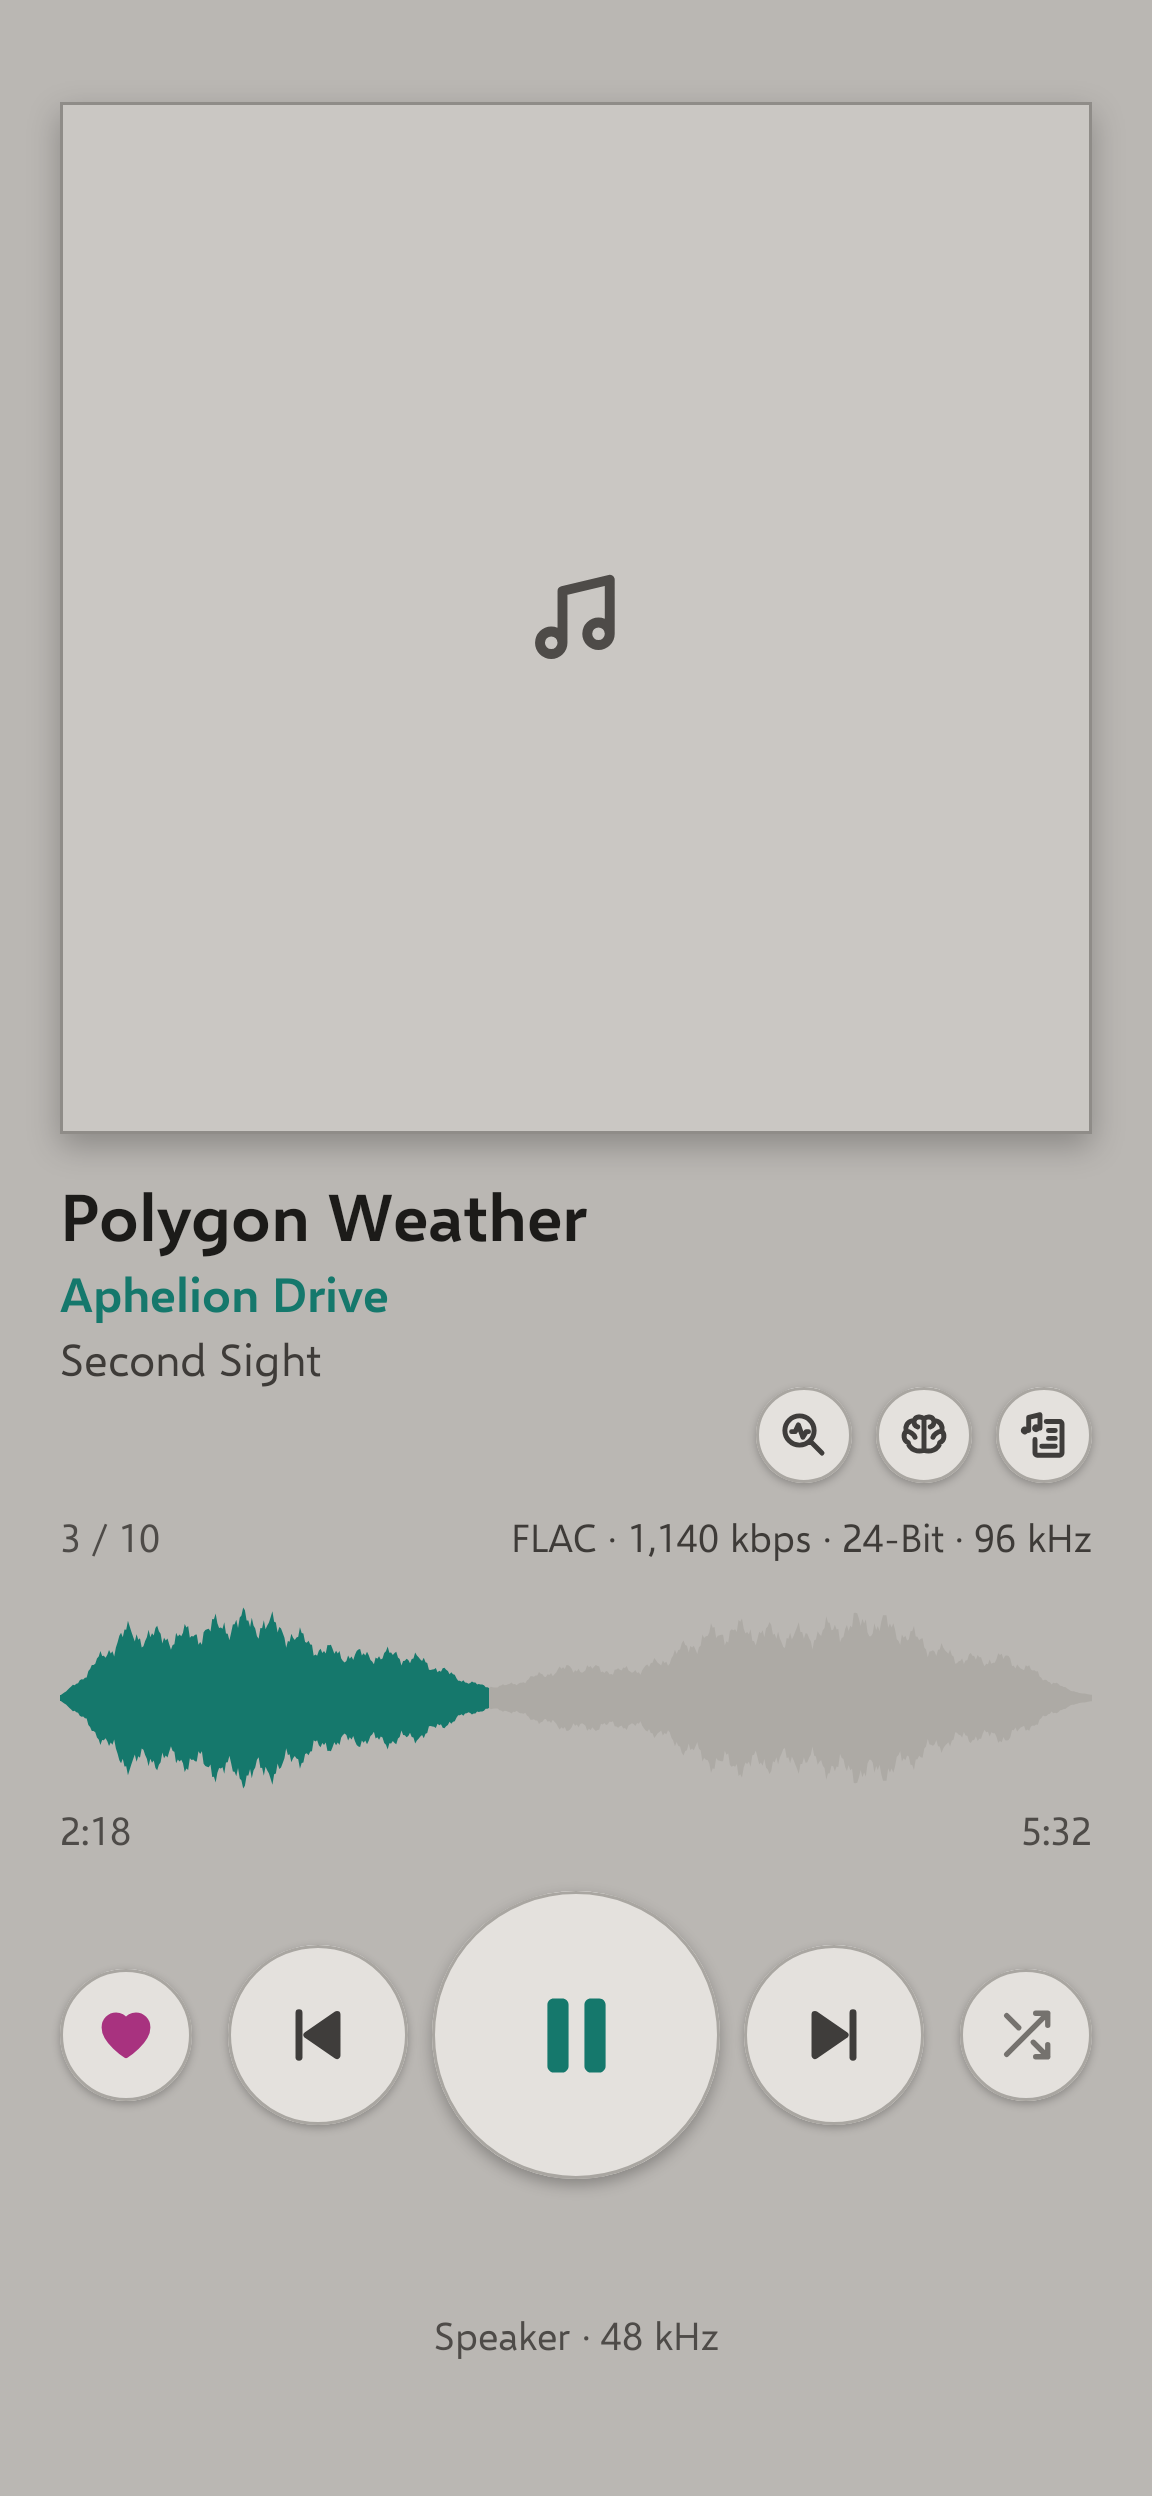 Polygon Weather
Aphelion Drive
Second Sight
3 / 10
FLAC · 1,140 kbps · 24-Bit · 96 kHz
2:18
5:32
Speaker · 48 kHz